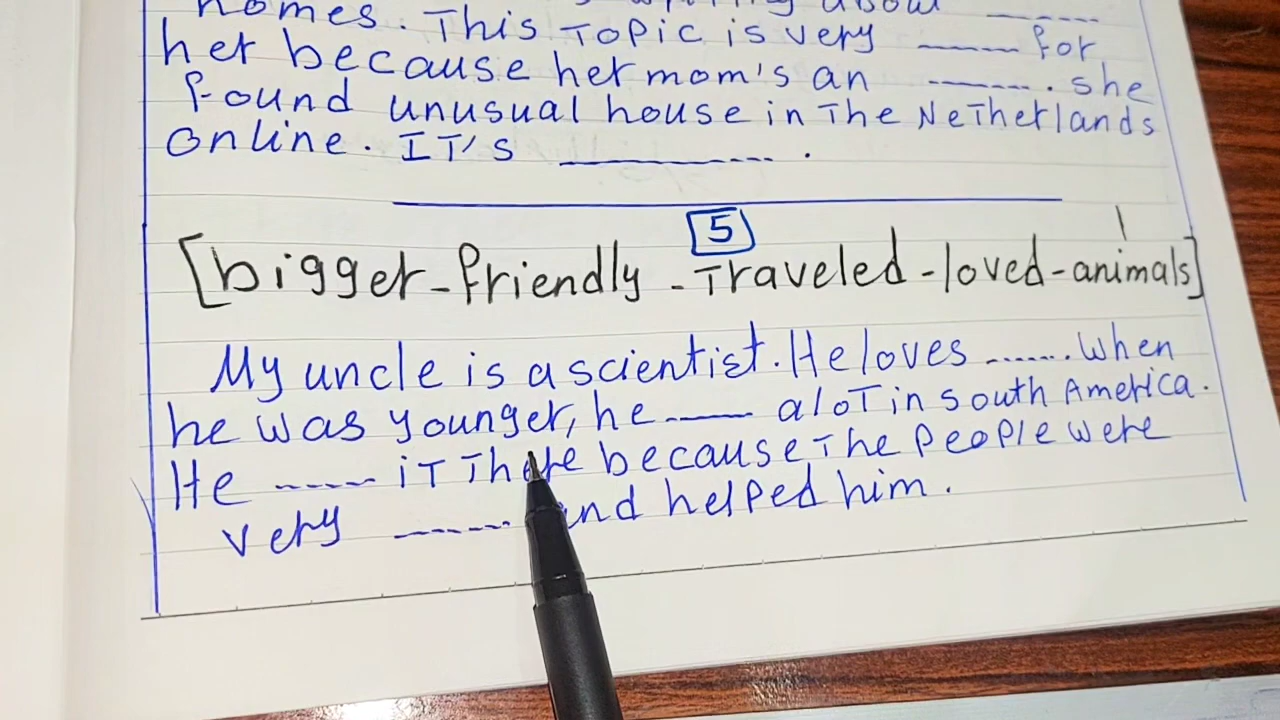 homes. This Topic is very ------ for
her because her mom's an -------. she
found unusual house in The NeTherlands
online. IT's ___________ .
5
[bigger-friendly-Traveled-loved-animals]
My uncle is a scientist. He loves ....... When
he was younger, he ------ a loT in south America.
He ----- iT There because The PeoPle were
very ------- and helped him.